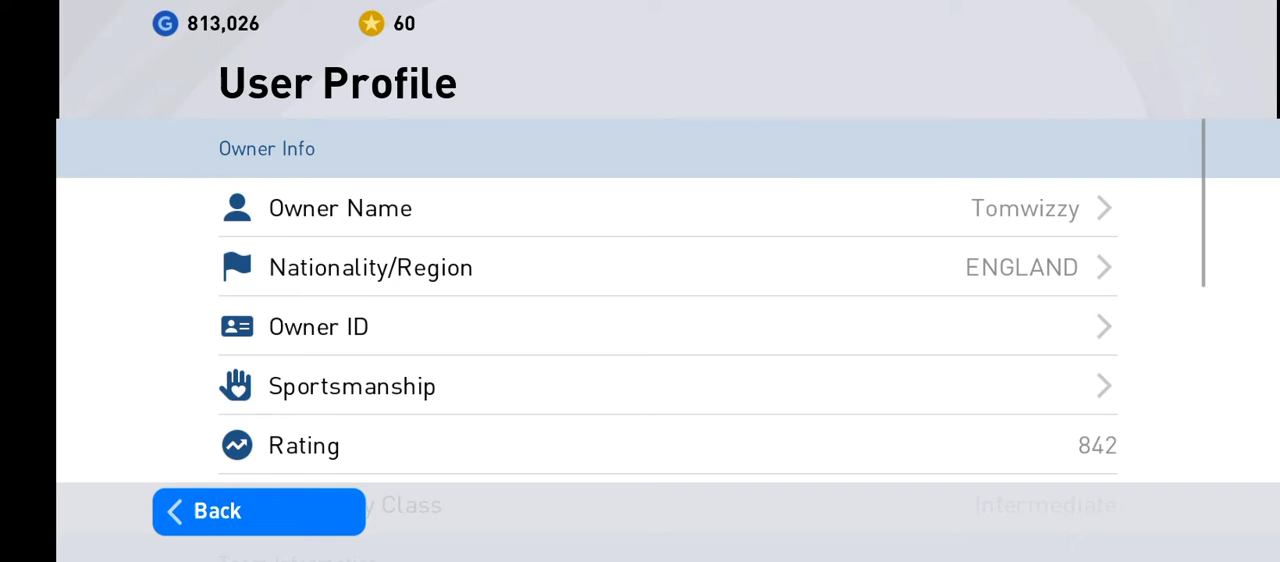 G 813,026 60
User Profile
Owner Info
Owner Name Tomwizzy
Nationality/Region ENGLAND
Owner ID
Sportsmanship
Rating 842
y Class Intermediate
Back